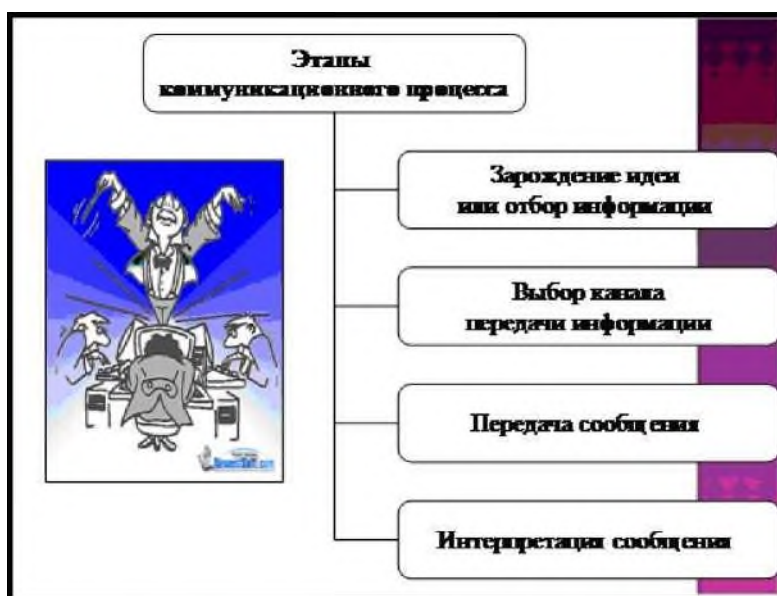 Этапы
коммуникационного процесса
Зарождение идеи
или отбор информации
Выбор канала
передачи информации
Передача сообщения
Интерпретация сообщения